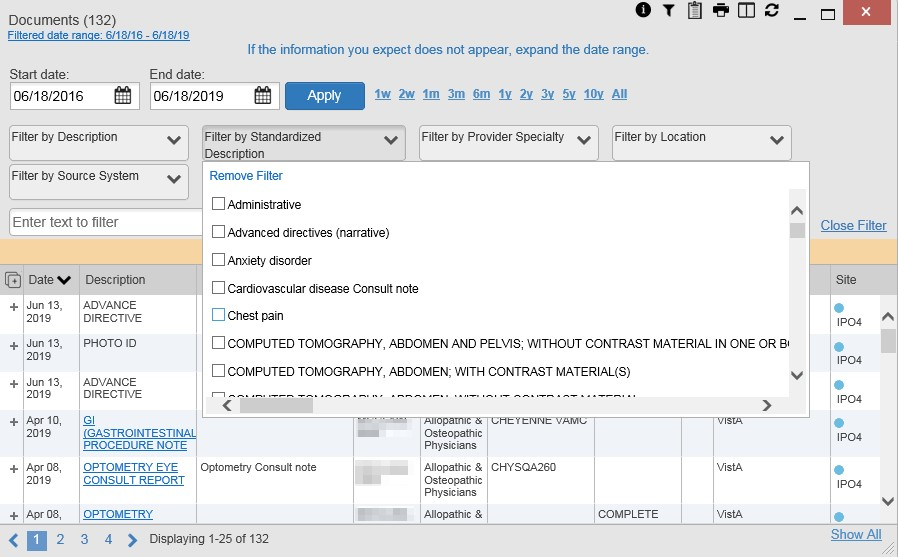 Documents (132)
Filtered date range: 6/18/16 - 6/18/19
If the information you expect does not appear, expand the date range.
Start date:
End date:
06/18/2016
06/18/2019
Apply
1w 2w 1m 3m 6m 1y 2y 3y 5y 10y All
Filter by Description
Filter by Standardized
Description
Filter by Provider Specialty
Filter by Location
Filter by Source System
Remove Filter
Administrative
Advanced directives (narrative)
Anxiety disorder
Cardiovascular disease Consult note
Chest pain
COMPUTED TOMOGRAPHY, ABDOMEN AND PELVIS; WITHOUT CONTRAST MATERIAL IN ONE OR
COMPUTED TOMOGRAPHY, ABDOMEN; WITH CONTRAST MATERIAL(S)
COMPUTED TOMOGRAPHY, ABDOMEN; WITHOUT CONTRAST MATERIAL
Enter text to filter
Close Filter
Date
Description
Site
Jun 13,
2019
ADVANCE
DIRECTIVE
IPO4
Jun 13,
2019
PHOTO ID
IPO4
Jun 13,
2019
ADVANCE
DIRECTIVE
IPO4
Apr 10,
2019
GI
(GASTROINTESTINAL
PROCEDURE NOTE
Allopathic &
Osteopathic
Physicians
CHEYENNE VAMC
VistA
IPO4
Apr 08,
2019
OPTOMETRY EYE
CONSULT REPORT
Optometry Consult note
Allopathic &
Osteopathic
Physicians
CHYSQA260
VistA
IPO4
Apr 08,
OPTOMETRY
Allopathic &
COMPLETE
VistA
1 2 3 4
Displaying 1-25 of 132
Show All